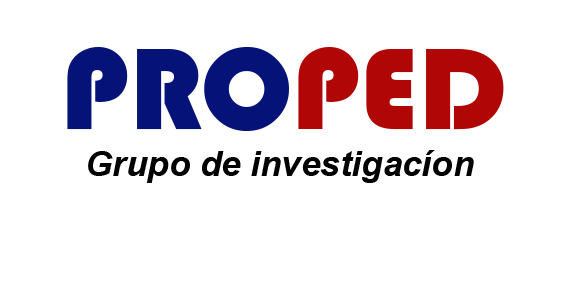 PROPED
Grupo de investigacíon